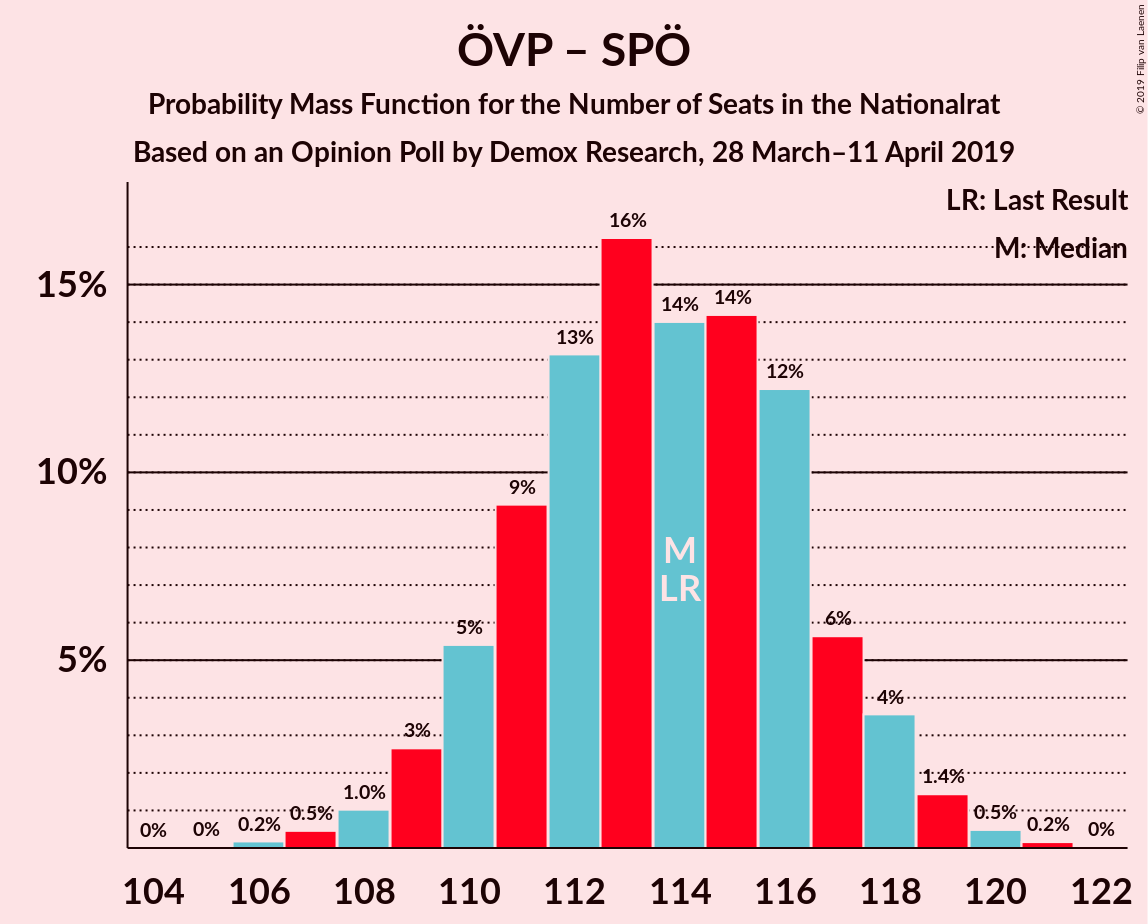 ÖVP – SPÖ
Probability Mass Function for the Number of Seats in the Nationalrat
Based on an Opinion Poll by Demox Research, 28 March–11 April 2019
© 2019 Filip van Laenen
LR: Last Result
M: Median
15%
10%
5%
0%
0%
0.2%
0.5%
1.0%
3%
5%
9%
13%
16%
14%
14%
12%
6%
4%
1.4%
0.5%
0.2%
0%
M
LR
104 106 108 110 112 114 116 118 120 122